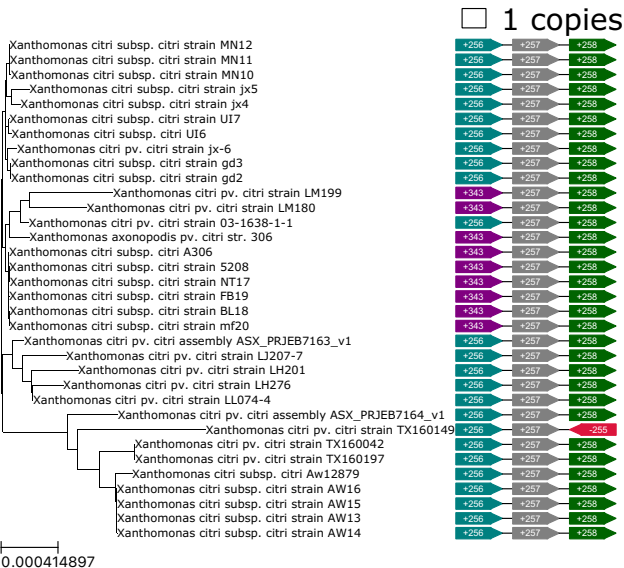 1 copies
Xanthomonas citri subsp. citri strain MN12 +256 +257 +258
Xanthomonas citri subsp. citri strain MN11 +256 +257 +258
Xanthomonas citri subsp. citri strain MN10 +256 +257 +258
Xanthomonas citri subsp. citri strain jx5 +256 +257 +258
Xanthomonas citri subsp. citri strain jx4 +256 +257 +258
Xanthomonas citri subsp. citri strain UI7 +256 +257 +258
Xanthomonas citri subsp. citri UI6 +256 +257 +258
Xanthomonas citri pv. citri strain jx-6 +256 +257 +258
Xanthomonas citri subsp. citri strain gd3 +256 +257 +258
Xanthomonas citri subsp. citri strain gd2 +256 +257 +258
Xanthomonas citri pv. citri strain LM199 +343 +257 +258
Xanthomonas citri pv. citri strain LM180 +343 +257 +258
Xanthomonas citri pv. citri strain 03-1638-1-1 +256 +257 +258
Xanthomonas axonopodis pv. citri str. 306 +343 +257 +258
Xanthomonas citri subsp. citri A306 +343 +257 +258
Xanthomonas citri subsp. citri strain 5208 +343 +257 +258
Xanthomonas citri subsp. citri strain NT17 +343 +257 +258
Xanthomonas citri subsp. citri strain FB19 +343 +257 +258
Xanthomonas citri subsp. citri strain BL18 +343 +257 +258
Xanthomonas citri subsp. citri strain mf20 +343 +257 +258
Xanthomonas citri pv. citri assembly ASX_PRJEB7163_v1 +256 +257 +258
Xanthomonas citri pv. citri strain LJ207-7 +256 +257 +258
Xanthomonas citri pv. citri strain LH201 +256 +257 +258
Xanthomonas citri pv. citri strain LH276 +256 +257 +258
Xanthomonas citri pv. citri strain LL074-4 +256 +257 +258
Xanthomonas citri pv. citri assembly ASX_PRJEB7164_v1 +256 +257 +258
Xanthomonas citri pv. citri strain TX160149 +256 +257 -255
Xanthomonas citri pv. citri strain TX160042 +256 +257 +258
Xanthomonas citri pv. citri strain TX160197 +256 +257 +258
Xanthomonas citri subsp. citri Aw12879 +256 +257 +258
Xanthomonas citri subsp. citri strain AW16 +256 +257 +258
Xanthomonas citri subsp. citri strain AW15 +256 +257 +258
Xanthomonas citri subsp. citri strain AW13 +256 +257 +258
Xanthomonas citri subsp. citri strain AW14 +256 +257 +258
0.000414897